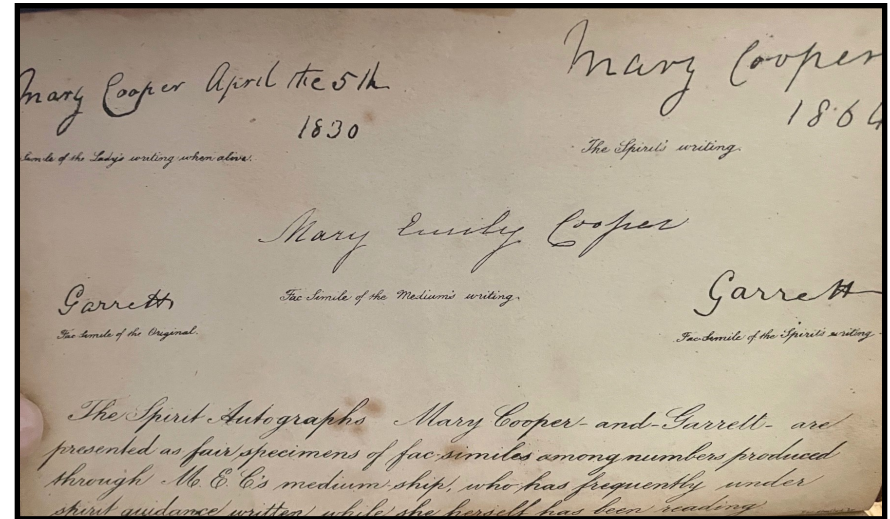 Mary Cooper April the 5th
1830
Simile of the Lady's writing when alive.
Mary Cooper
1864
The Spirit's writing.
Mary Emily Cooper
Fac Simile of the Medium's writing.
Garrett
Fac Simile of the Original.
Garrett
Fac Simile of the Spirit's writing
The Spirit Autographs Mary Cooper - and - Garrett - are
presented as fair specimens of fac-similes among numbers produced
through M. E. C's medium-ship, who has frequently under
spirit guidance written while she herself has been reading